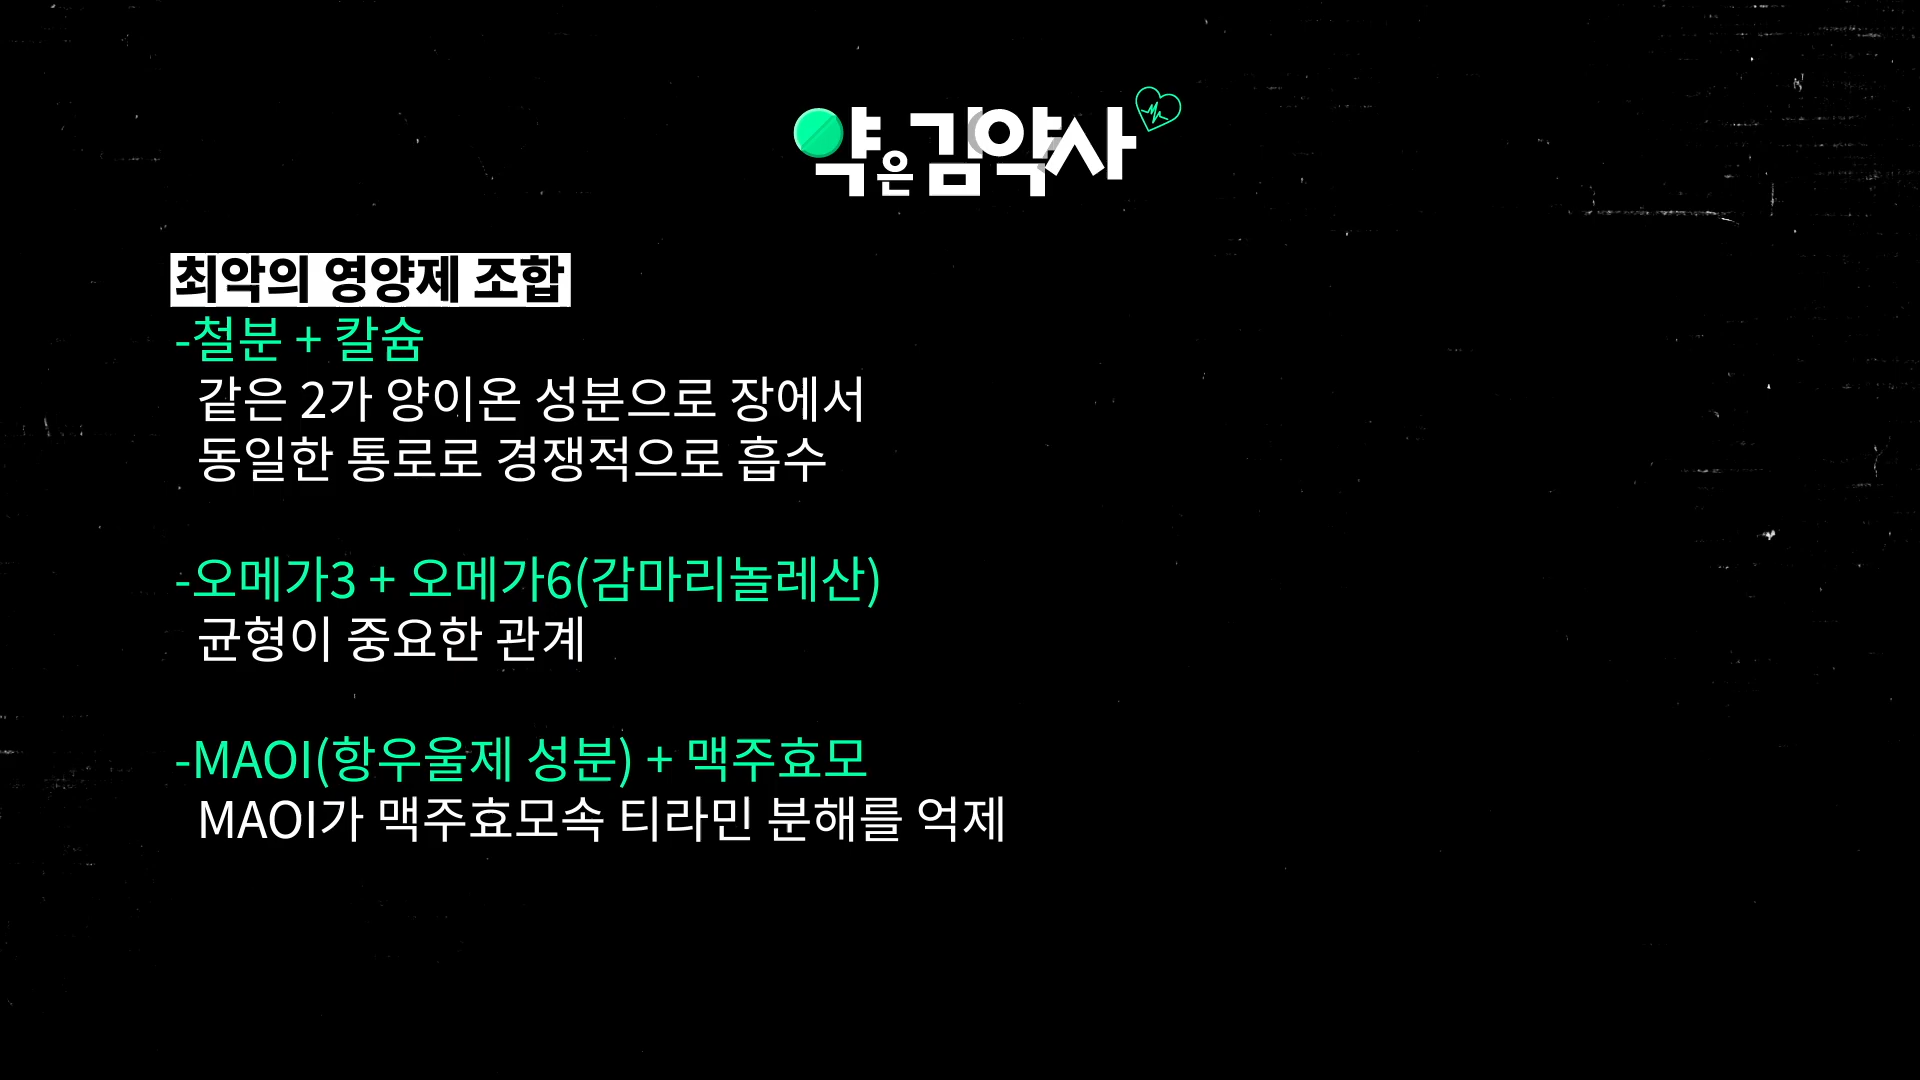 약은 김약사
최악의 영양제 조합
-철분 + 칼슘
같은 2가 양이온 성분으로 장에서
동일한 통로로 경쟁적으로 흡수
-오메가3 + 오메가6(감마리놀레산)
균형이 중요한 관계
-MAOI(항우울제 성분) + 맥주효모
MAOI가 맥주효모속 티라민 분해를 억제